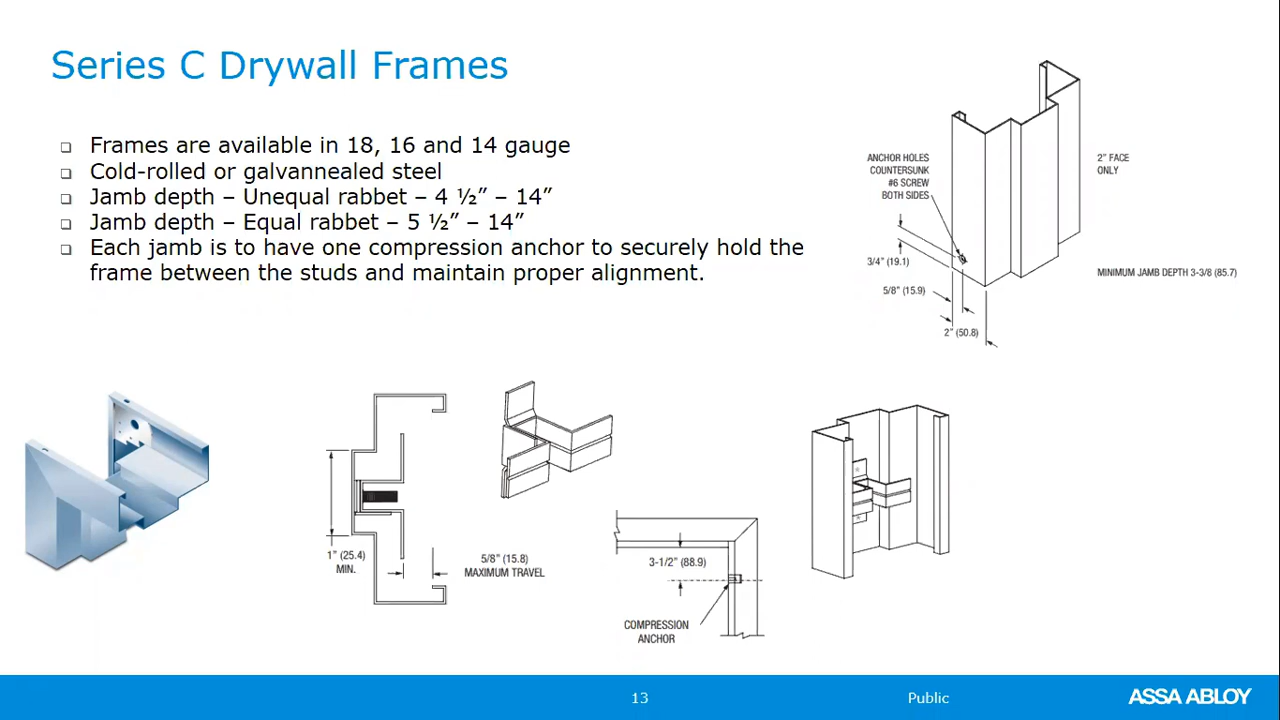 Series C Drywall Frames
❑ Frames are available in 18, 16 and 14 gauge
❑ Cold-rolled or galvannealed steel
❑ Jamb depth – Unequal rabbet – 4 ½” – 14”
❑ Jamb depth – Equal rabbet – 5 ½” – 14”
❑ Each jamb is to have one compression anchor to securely hold the
frame between the studs and maintain proper alignment.
ANCHOR HOLES
COUNTERSUNK
#6 SCREW
BOTH SIDES
2” FACE
ONLY
3/4” (19.1)
5/8” (15.9)
2” (50.8)
MINIMUM JAMB DEPTH 3-3/8 (85.7)
1” (25.4)
MIN.
5/8” (15.8)
MAXIMUM TRAVEL
3-1/2” (88.9)
COMPRESSION
ANCHOR
13
Public
ASSA ABLOY